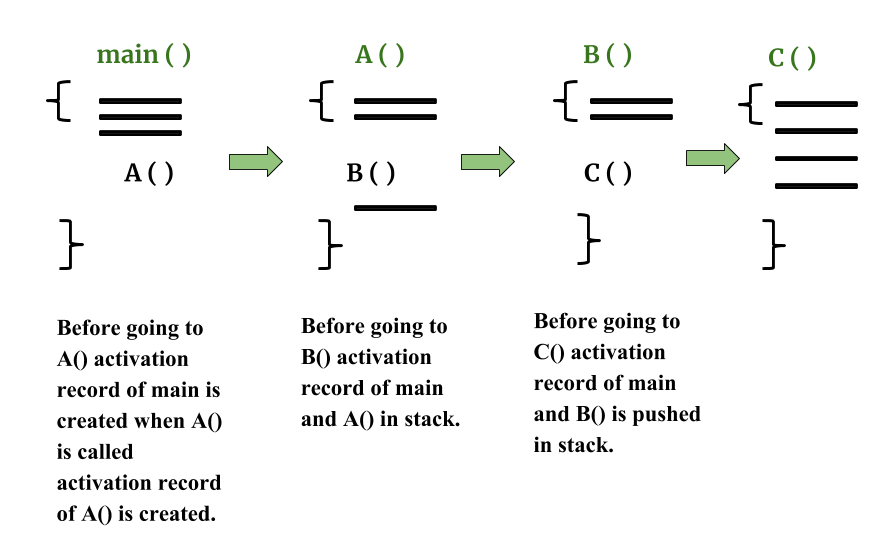 main ( )
A ( )
B ( )
C ( )
{
{
{
{
A ( )
B ( )
C ( )
}
}
}
}
Before going to
A() activation
record of main is
created when A()
is called
activation record
of A() is created.
Before going to
B() activation
record of main
and A() in stack.
Before going to
C() activation
record of main
and B() is pushed
in stack.